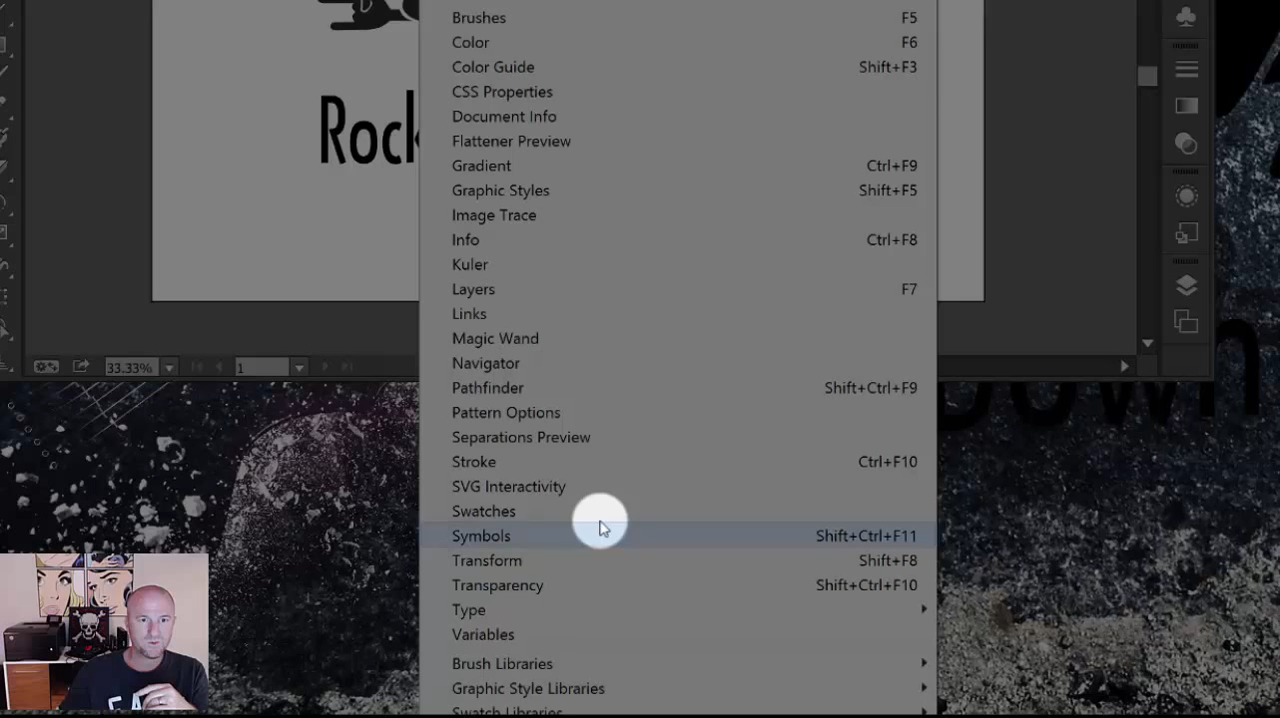 Brushes F5
Color F6
Color Guide Shift+F3
CSS Properties
Document Info
Flattener Preview
Rock
Gradient Ctrl+F9
Graphic Styles Shift+F5
Image Trace
Info Ctrl+F8
Kuler
Layers F7
Links
Magic Wand
Navigator
33.33% 1
Pathfinder Shift+Ctrl+F9
Down
Pattern Options
Separations Preview
Stroke Ctrl+F10
SVG Interactivity
Swatches
Symbols Shift+Ctrl+F11
Transform Shift+F8
Transparency Shift+Ctrl+F10
Type
Variables
Brush Libraries
Graphic Style Libraries
Swatch Libraries